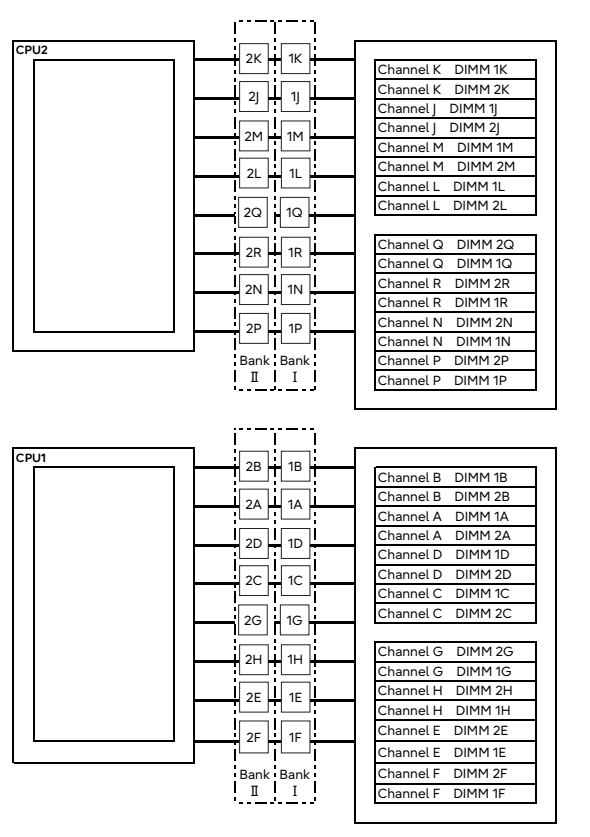 CPU2
2K 1K
2J 1J
2M 1M
2L 1L
2Q 1Q
2R 1R
2N 1N
2P 1P
Bank Bank
II I
Channel K DIMM 1K
Channel K DIMM 2K
Channel J DIMM 1J
Channel J DIMM 2J
Channel M DIMM 1M
Channel M DIMM 2M
Channel L DIMM 1L
Channel L DIMM 2L
Channel Q DIMM 2Q
Channel Q DIMM 1Q
Channel R DIMM 2R
Channel R DIMM 1R
Channel N DIMM 2N
Channel N DIMM 1N
Channel P DIMM 2P
Channel P DIMM 1P
CPU1
2B 1B
2A 1A
2D 1D
2C 1C
2G 1G
2H 1H
2E 1E
2F 1F
Bank Bank
II I
Channel B DIMM 1B
Channel B DIMM 2B
Channel A DIMM 1A
Channel A DIMM 2A
Channel D DIMM 1D
Channel D DIMM 2D
Channel C DIMM 1C
Channel C DIMM 2C
Channel G DIMM 2G
Channel G DIMM 1G
Channel H DIMM 2H
Channel H DIMM 1H
Channel E DIMM 2E
Channel E DIMM 1E
Channel F DIMM 2F
Channel F DIMM 1F